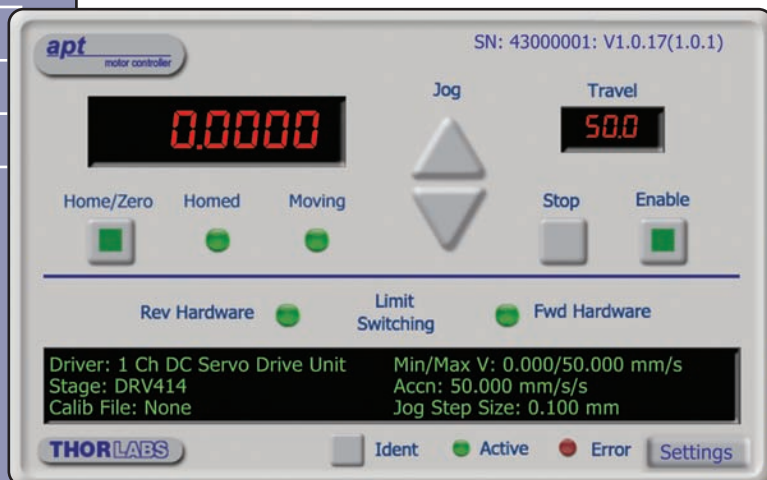 apt
motor controller
SN: 43000001: V1.0.17(1.0.1)
0.0000
Jog
Travel
50.0
Home/Zero
Homed
Moving
Stop
Enable
Rev Hardware
Limit
Switching
Fwd Hardware
Driver: 1 Ch DC Servo Drive Unit
Stage: DRV414
Calib File: None
Min/Max V: 0.000/50.000 mm/s
Accn: 50.000 mm/s/s
Jog Step Size: 0.100 mm
THORLABS
Ident
Active
Error
Settings